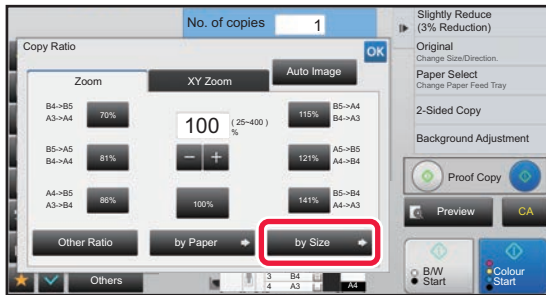 No. of copies 1
Slightly Reduce
(3% Reduction)
Original
Change Size/Direction.
Paper Select
Change Paper Feed Tray
2-Sided Copy
Background Adjustment
Proof Copy
Preview
CA
B/W
Start
Colour
Start
Copy Ratio
OK
Zoom
XY Zoom
Auto Image
B4->B5
A3->A4
70%
100
( 25~400 )
%
115%
B5->A4
B4->A3
B5->A5
B4->A4
81%
121%
A5->B5
A4->B4
A4->B5
A3->B4
86%
100%
141%
B5->B4
A4->A3
Other Ratio
by Paper
by Size
Others
3 B4
4 A3
A4